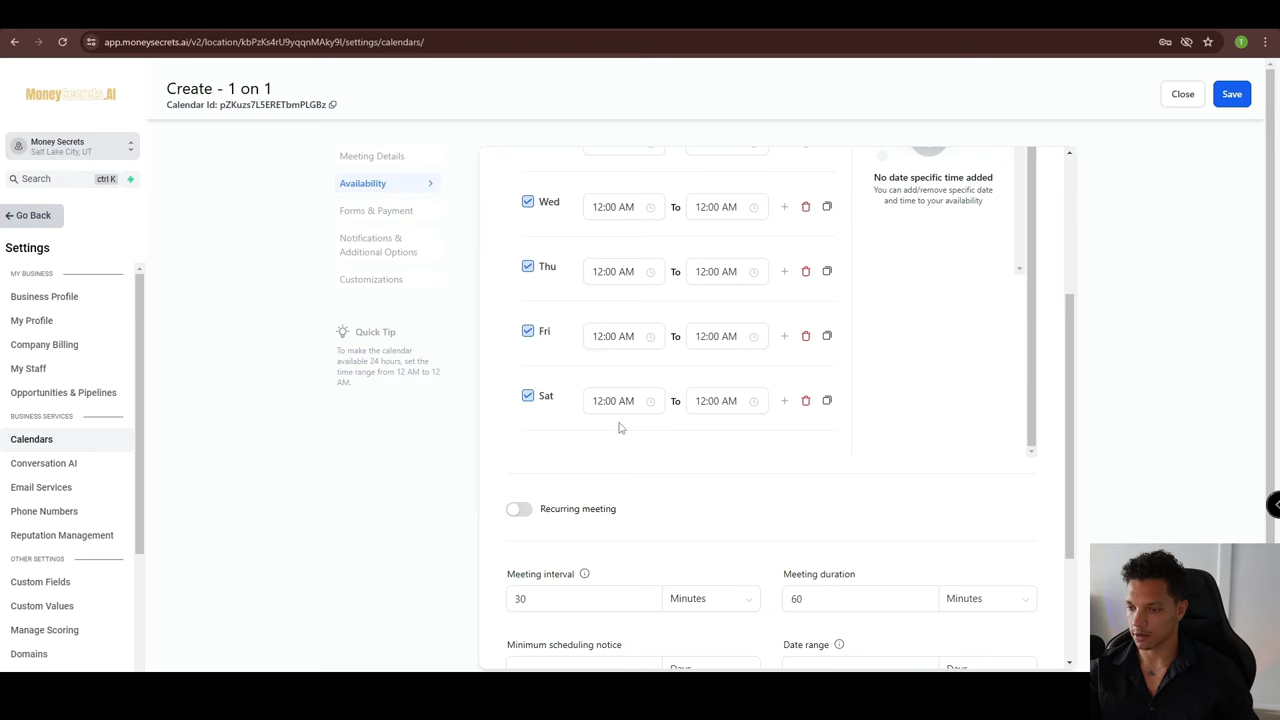 app.moneysecrets.ai/v2/location/kbPzKs4rU9yqqnMAky9I/settings/calendars/
T
MoneySecrets.AI
Create - 1 on 1
Calendar Id: pZKuzs7L5ERETbmPLGBz
Close
Save
Money Secrets
Salt Lake City, UT
Search
ctrl K
Go Back
Settings
MY BUSINESS
Business Profile
My Profile
Company Billing
My Staff
Opportunities & Pipelines
BUSINESS SERVICES
Calendars
Conversation AI
Email Services
Phone Numbers
Reputation Management
OTHER SETTINGS
Custom Fields
Custom Values
Manage Scoring
Domains
Meeting Details
Availability
Forms & Payment
Notifications &
Additional Options
Customizations
Quick Tip
To make the calendar
available 24 hours, set the
time range from 12 AM to 12
AM.
Wed 12:00 AM To 12:00 AM
Thu 12:00 AM To 12:00 AM
Fri 12:00 AM To 12:00 AM
Sat 12:00 AM To 12:00 AM
No date specific time added
You can add/remove specific date
and time to your availability
Recurring meeting
Meeting interval
30 Minutes
Meeting duration
60 Minutes
Minimum scheduling notice
Days
Date range
Days